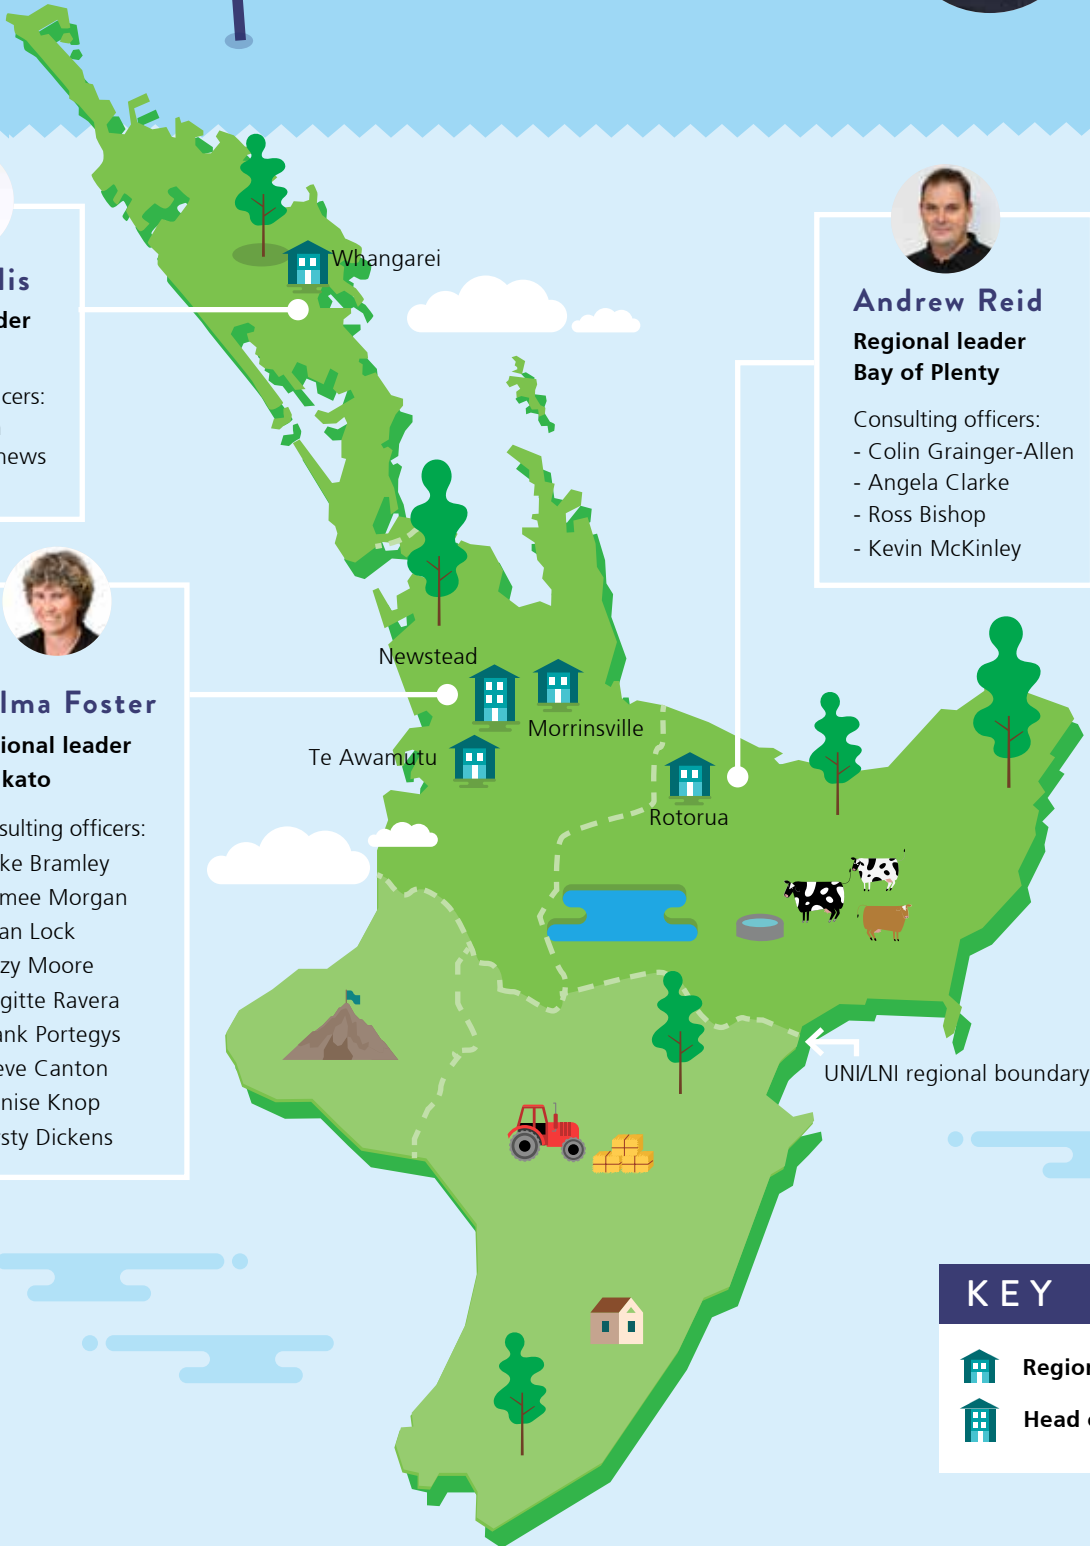 Whangarei
lis
der
cers:
news
Andrew Reid
Regional leader
Bay of Plenty
Consulting officers:
- Colin Grainger-Allen
- Angela Clarke
- Ross Bishop
- Kevin McKinley
Newstead
Morrinsville
Te Awamutu
Rotorua
lma Foster
ional leader
kato
sulting officers:
ke Bramley
mee Morgan
an Lock
zy Moore
gitte Ravera
ank Portegys
eve Canton
nise Knop
rsty Dickens
UNI/LNI regional boundary
KEY
Region
Head